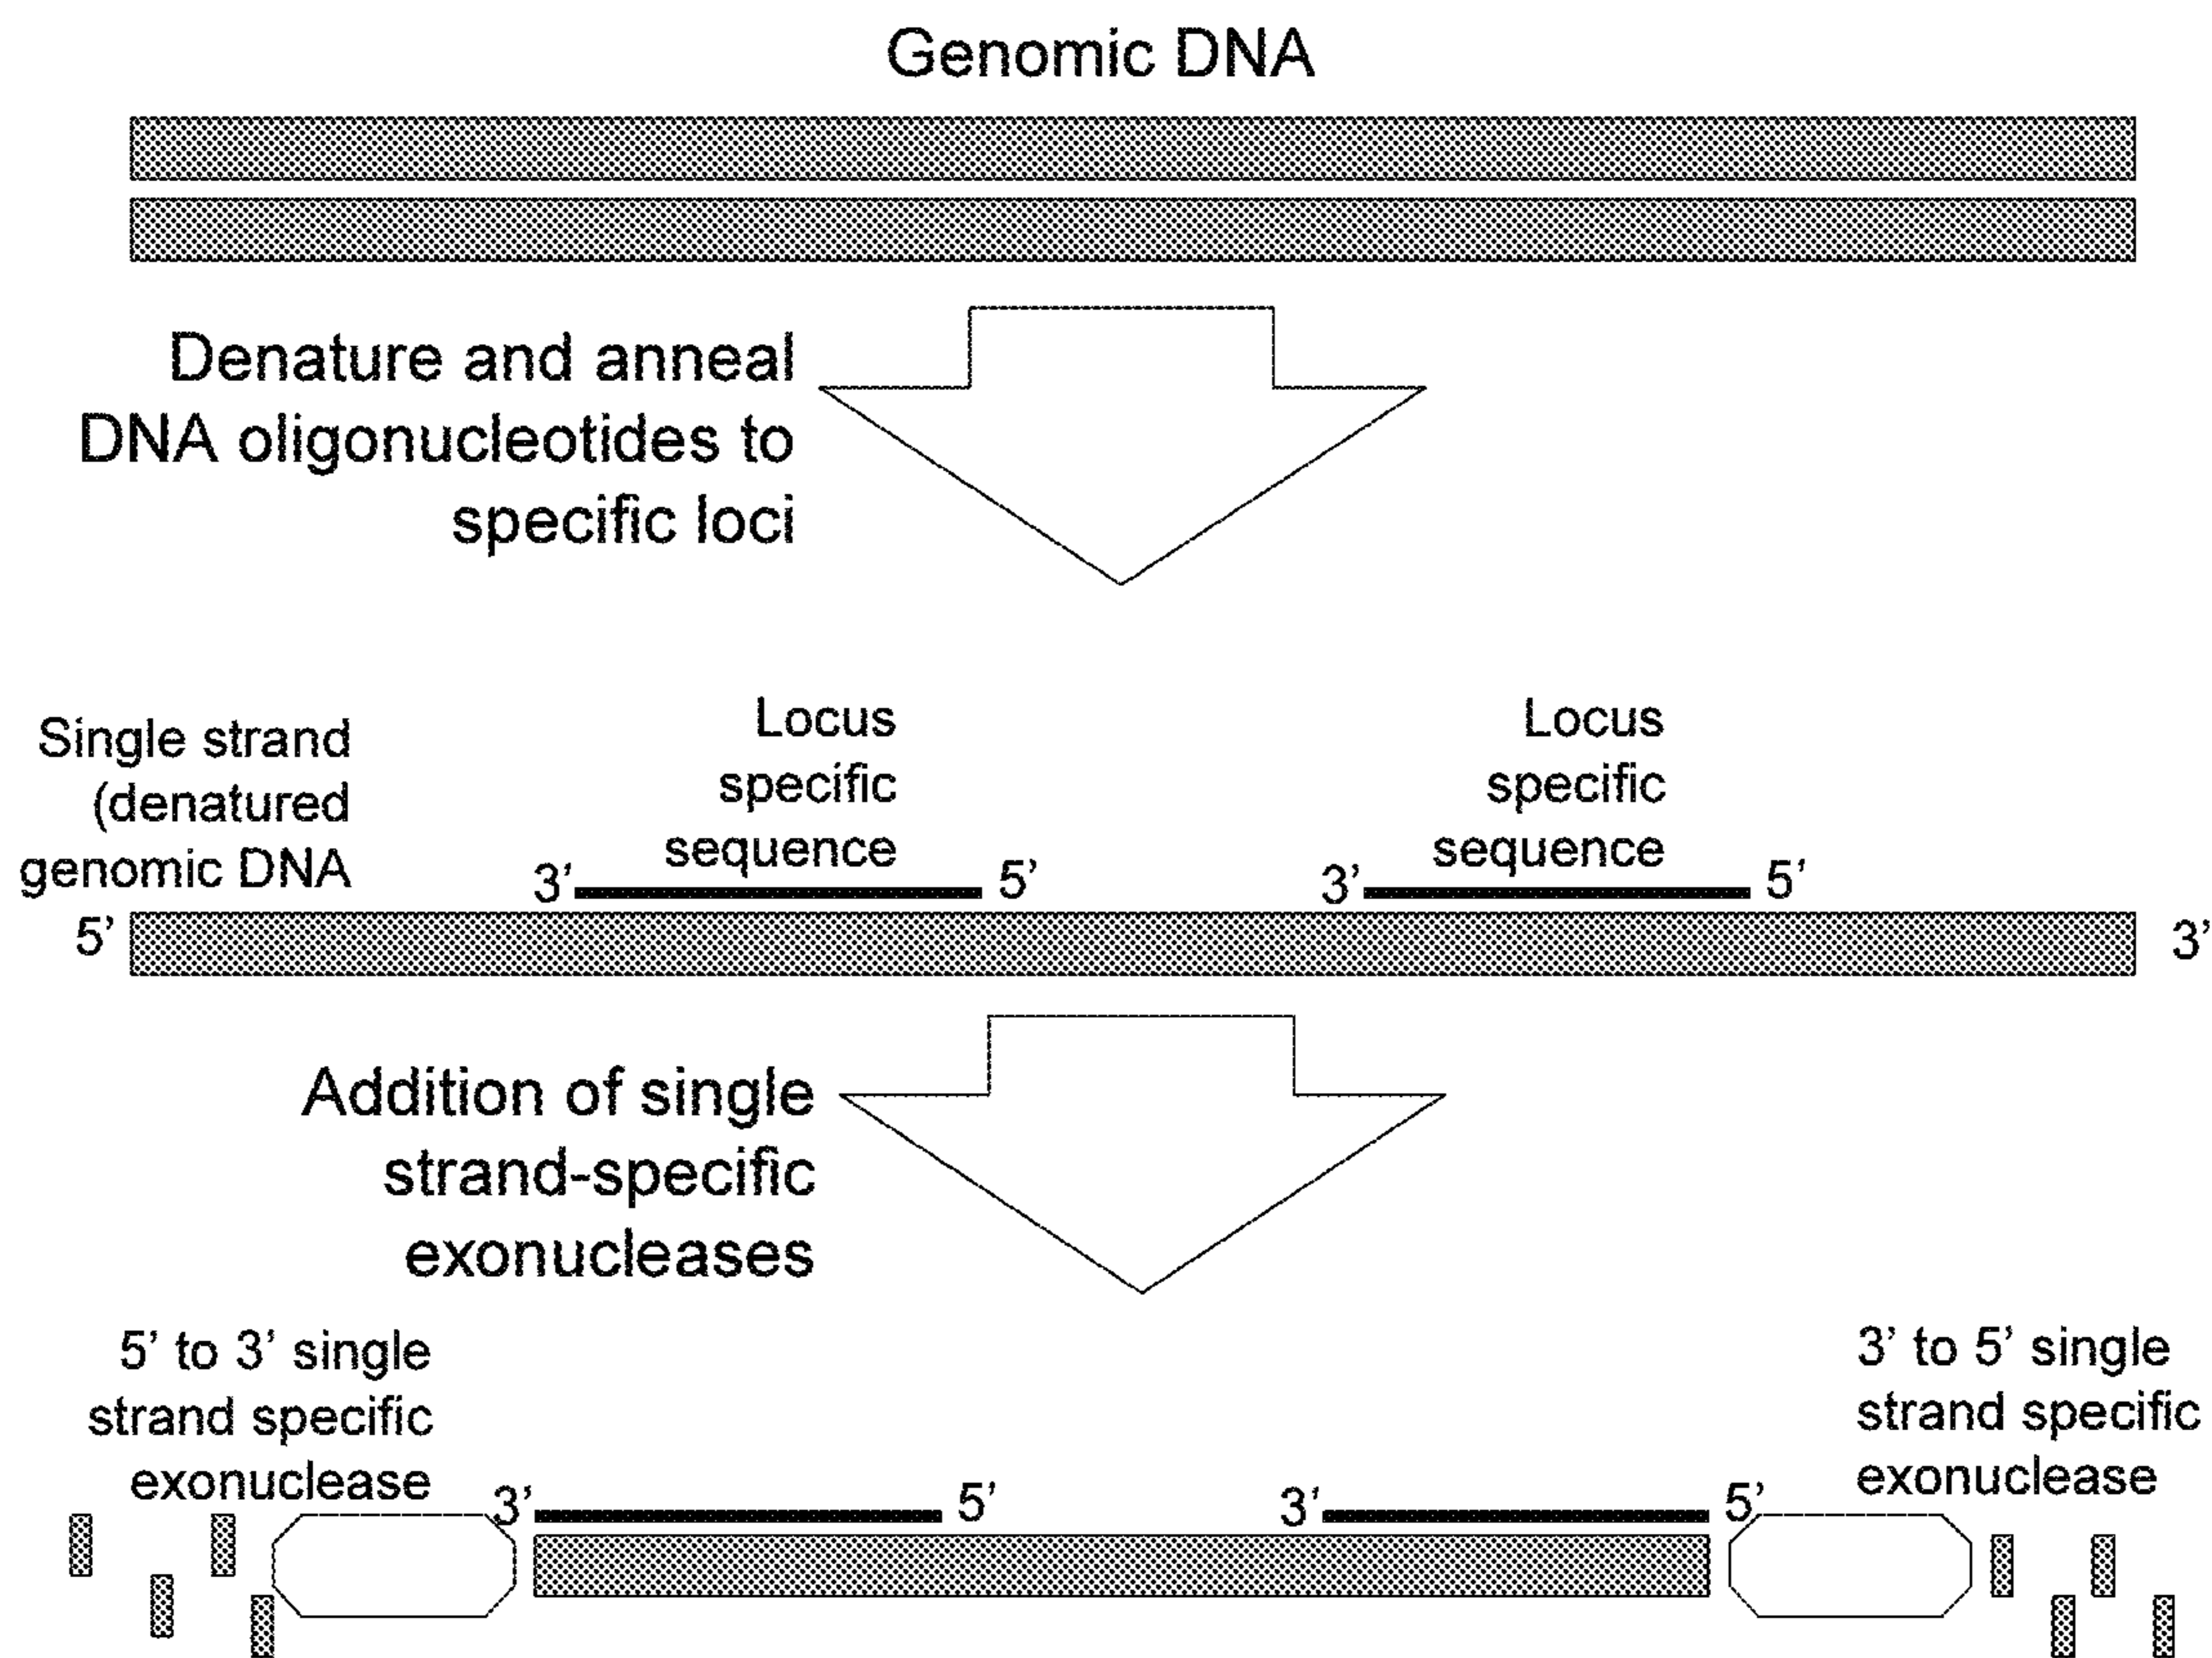 Genomic DNA
Denature and anneal
DNA oligonucleotides to
specific loci
Single strand
(denatured
genomic DNA
Locus
specific
sequence
Locus
specific
sequence
3’
5’
3’
5’
5’
3’
Addition of single
strand-specific
exonucleases
5’ to 3’ single
strand specific
exonuclease
3’ to 5’ single
strand specific
exonuclease
3’
5’
3’
5’